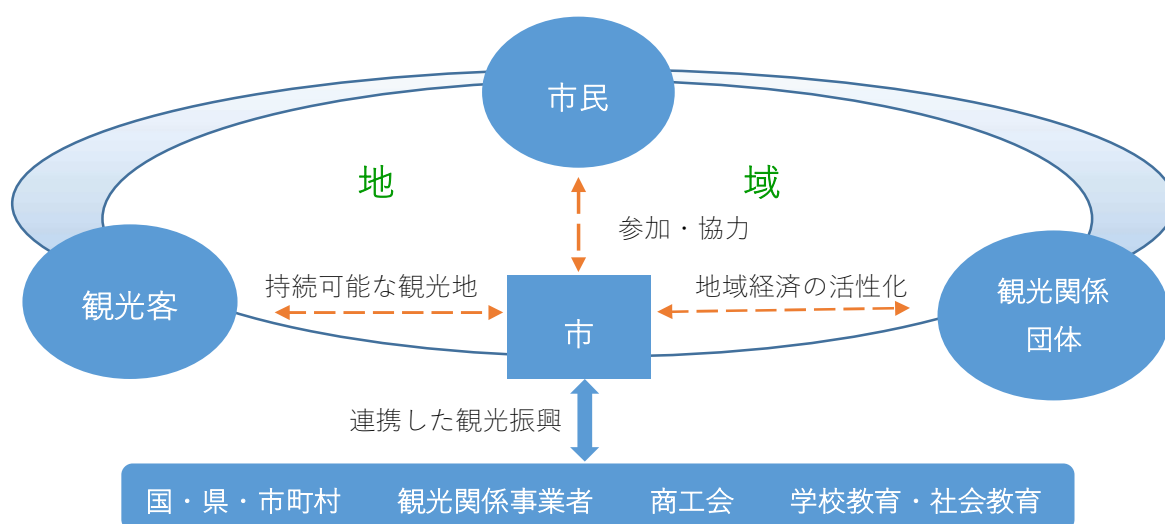 市民
地 域
参加・協力
持続可能な観光地
地域経済の活性化
観光客
市
観光関係
団体
連携した観光振興
国・県・市町村 観光関係事業者 商工会 学校教育・社会教育